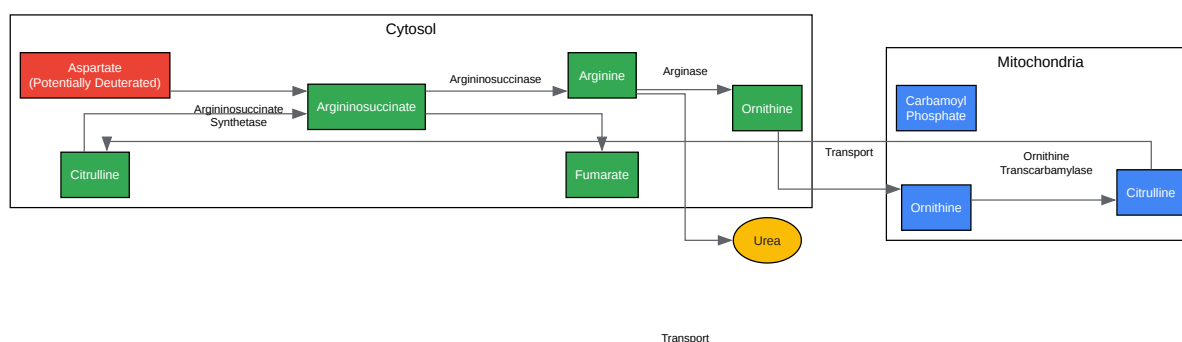 Cytosol
Aspartate
(Potentially Deuterated)
Argininosuccinate
Synthetase
Argininosuccinate
Argininosuccinase
Arginine
Arginase
Ornithine
Citrulline
Fumarate
Urea
Transport
Mitochondria
Carbamoyl
Phosphate
Ornithine
Transcarbamylase
Ornithine
Citrulline
Transport